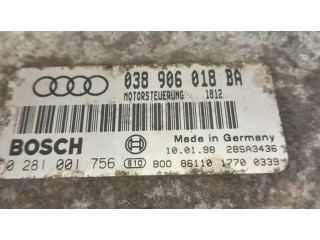 038 906 018 BA
MOTORSTEUERUNG 1812
BOSCH
Made in Germany
10.01.98 28SA3436
0 281 001 756 810 B00 86110 1770 0339